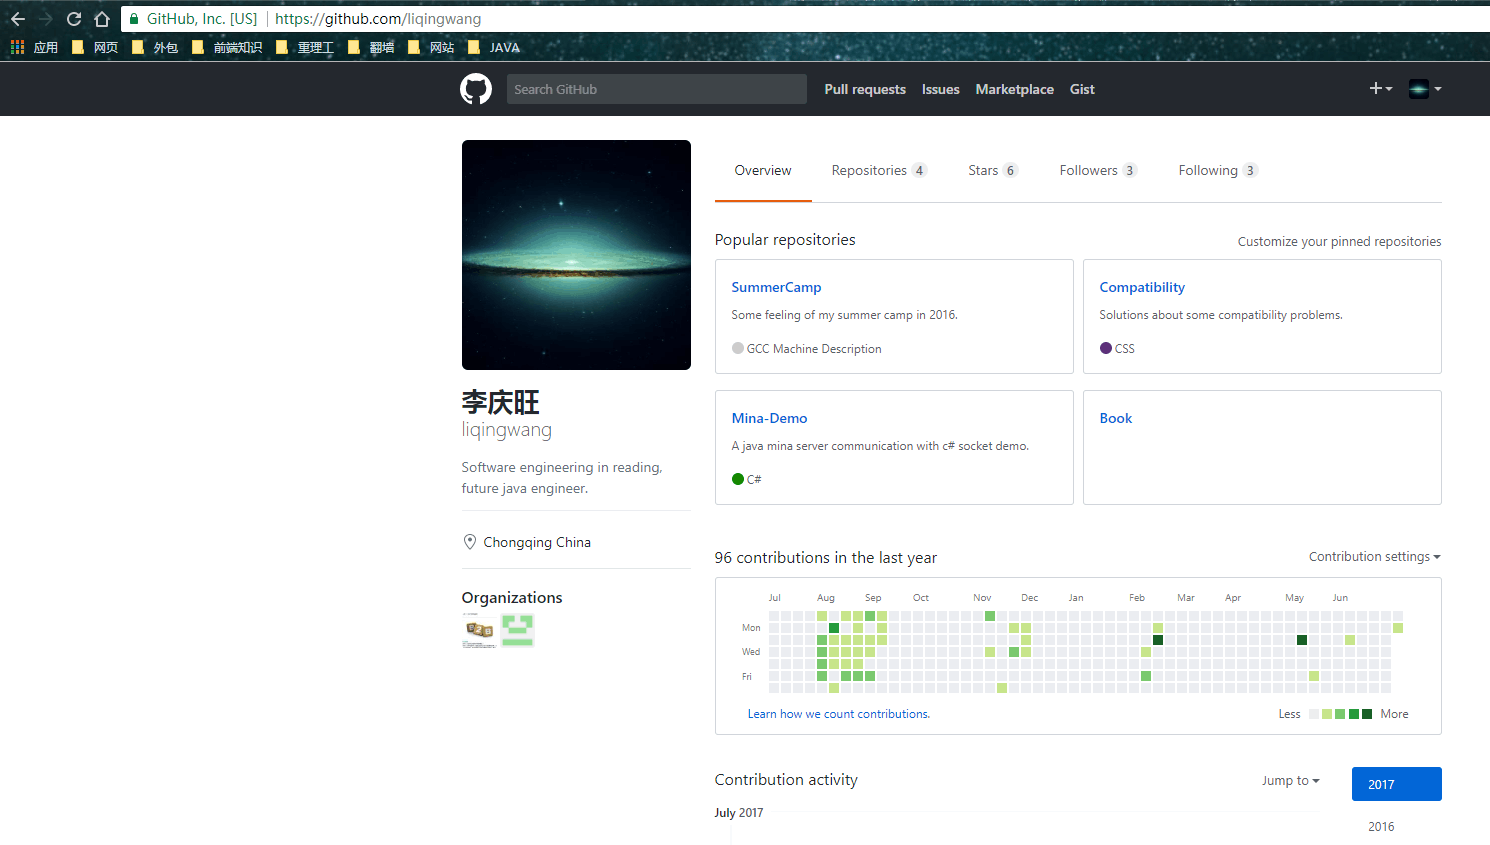 GitHub, Inc. [US] https://github.com/liqingwang
应用 网页 外包 前端知识 重理工 翻墙 网站 JAVA
Search GitHub Pull requests Issues Marketplace Gist
Overview Repositories 4 Stars 6 Followers 3 Following 3
Popular repositories Customize your pinned repositories
SummerCamp
Some feeling of my summer camp in 2016.
GCC Machine Description
Compatibility
Solutions about some compatibility problems.
CSS
Mina-Demo
A java mina server communication with c# socket demo.
C#
Book
李庆旺
liqingwang
Software engineering in reading,
future java engineer.
Chongqing China
Organizations
96 contributions in the last year Contribution settings
Jul Aug Sep Oct Nov Dec Jan Feb Mar Apr May Jun
Mon
Wed
Fri
Learn how we count contributions. Less More
Contribution activity Jump to 2017
July 2017
2016